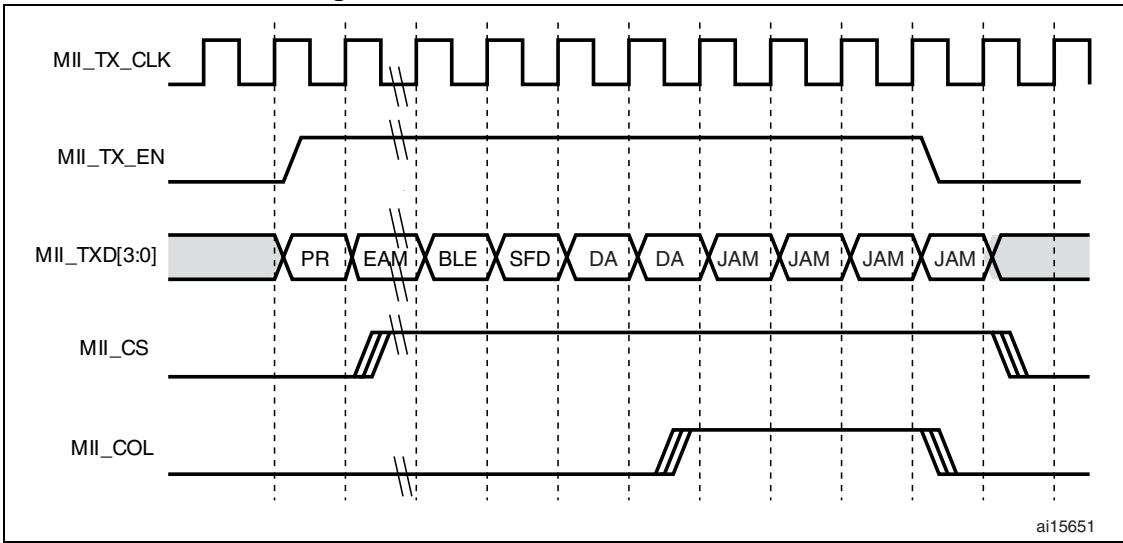 MII_TX_CLK
MII_TX_EN
MII_TXD[3:0] PR EAM BLE SFD DA DA JAM JAM JAM JAM
MII_CS
MII_COL
ai15651